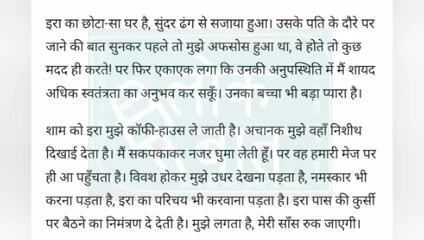 इरा का छोटा-सा घर है, सुंदर ढंग से सजाया हुआ। उसके पति के दौरे पर
जाने की बात सुनकर पहले तो मुझे अफसोस हुआ था, वे होते तो कुछ
मदद ही करते! पर फिर एकाएक लगा कि उनकी अनुपस्थिति में मैं शायद
अधिक स्वतंत्रता का अनुभव कर सकूँ। उनका बच्चा भी बड़ा प्यारा है।
शाम को इरा मुझे कॉफी-हाउस ले जाती है। अचानक मुझे वहाँ निशीथ
दिखाई देता है। मैं सकपकाकर नजर घुमा लेती हूँ। पर वह हमारी मेज पर
ही आ पहुँचता है। विवश होकर मुझे उधर देखना पड़ता है, नमस्कार भी
करना पड़ता है, इरा का परिचय भी करवाना पड़ता है। इरा पास की कुर्सी
पर बैठने का निमंत्रण दे देती है। मुझे लगता है, मेरी साँस रुक जाएगी।